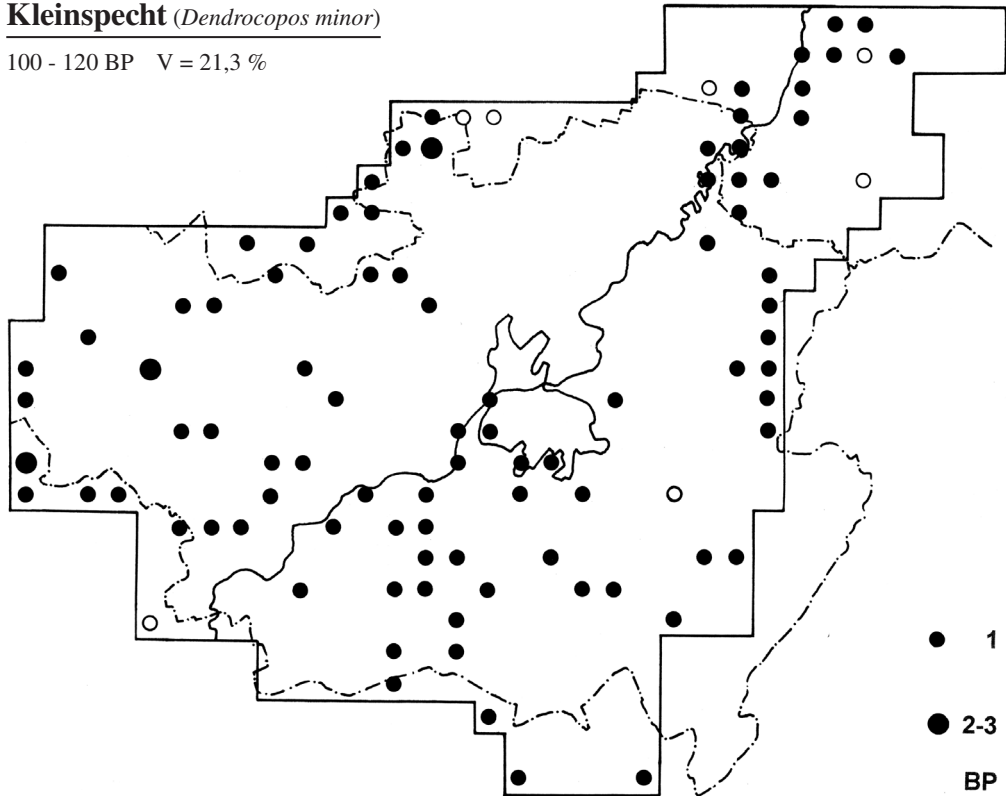 Kleinspecht (Dendrocopos minor)
100 - 120 BP V = 21,3 %
1
2-3
BP